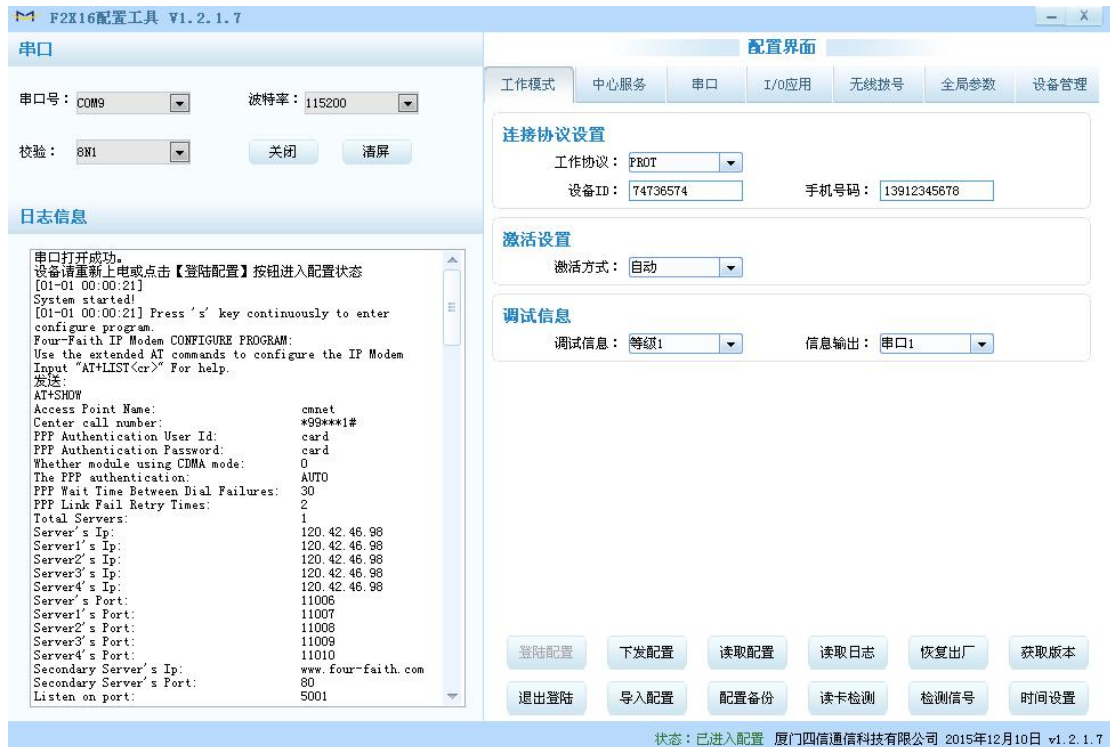 F2X16配置工具 V1.2.1.7
串口
串口号： COM9
波特率： 115200
校验： 8N1
关闭
清屏
日志信息
串口打开成功。
设备请重新上电或点击【登陆配置】按钮进入配置状态
[01-01 00:00:21]
System started!
[01-01 00:00:21] Press 's' key continuously to enter
configure program.
Four-Faith IP Modem CONFIGURE PROGRAM:
Use the extended AT commands to configure the IP Modem
Input "AT+LIST<cr>" For help.
发送:
AT+SHOW
Access Point Name: cmnet
Center call number: *99***1#
PPP Authentication User Id: card
PPP Authentication Password: card
Whether module using CDMA mode: 0
The PPP authentication: AUTO
PPP Wait Time Between Dial Failures: 30
PPP Link Fail Retry Times: 2
Total Servers: 1
Server's Ip: 120.42.46.98
Server1's Ip: 120.42.46.98
Server2's Ip: 120.42.46.98
Server3's Ip: 120.42.46.98
Server4's Ip: 120.42.46.98
Server's Port: 11006
Server1's Port: 11007
Server2's Port: 11008
Server3's Port: 11009
Server4's Port: 11010
Secondary Server's Ip: www.four-faith.com
Secondary Server's Port: 80
Listen on port: 5001
配置界面
工作模式 中心服务 串口 I/O应用 无线拨号 全局参数 设备管理
连接协议设置
工作协议： PROT
设备ID： 74736574 手机号码： 13912345678
激活设置
激活方式： 自动
调试信息
调试信息： 等级1 信息输出： 串口1
登陆配置 下发配置 读取配置 读取日志 恢复出厂 获取版本
退出登陆 导入配置 配置备份 读卡检测 检测信号 时间设置
状态：已进入配置 厦门四信通信科技有限公司 2015年12月10日 v1.2.1.7